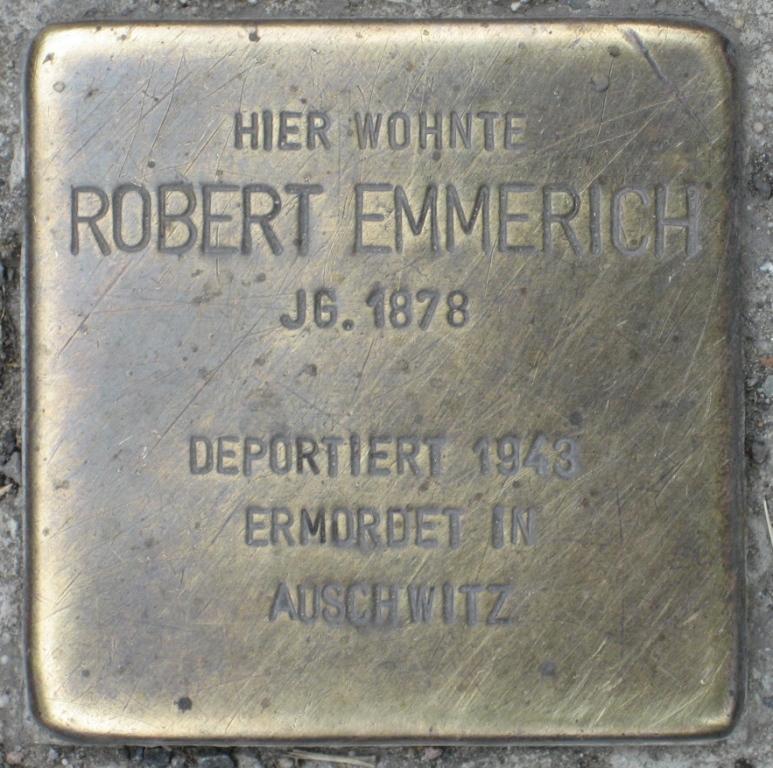 HIER WOHNTE
ROBERT EMMERICH
JG. 1878
DEPORTIERT 1943
ERMORDET IN
AUSCHWITZ